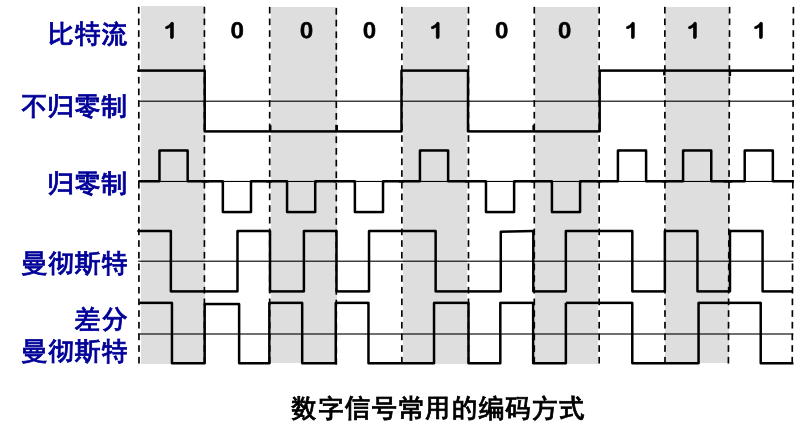 比特流 1 0 0 0 1 0 0 1 1 1
不归零制
归零制
曼彻斯特
差分
曼彻斯特
数字信号常用的编码方式